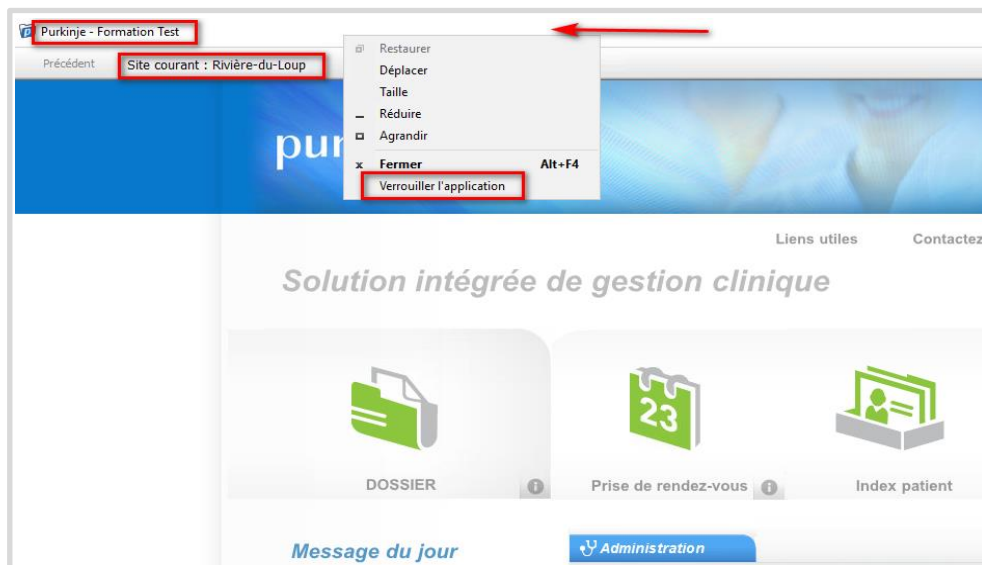 Purkinje - Formation Test
Précédent
Site courant : Rivière-du-Loup
Restaurer
Déplacer
Taille
Réduire
Agrandir
Fermer Alt+F4
Verrouiller l'application
pur
Liens utiles Contactez
Solution intégrée de gestion clinique
23
DOSSIER
Prise de rendez-vous
Index patient
Message du jour
Administration